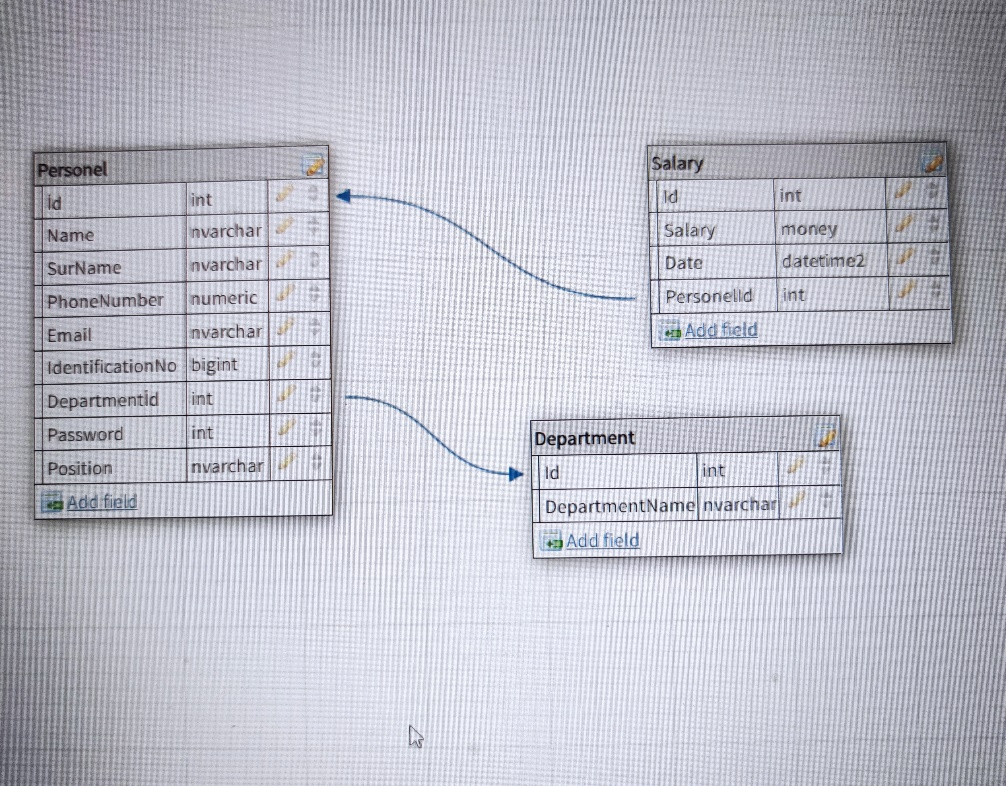 Personel
id int
Name nvarchar
SurName nvarchar
PhoneNumber numeric
Email nvarchar
IdentificationNo bigint
Departmentid int
Password int
Position nvarchar
Add field
Salary
Id int
Salary money
Date datetime2
PersonelId int
Add field
Department
Id int
DepartmentName nvarchar
Add field